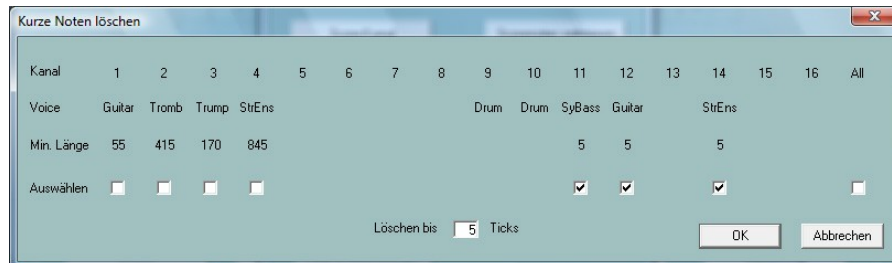 Kurze Noten löschen
Kanal 1 2 3 4 5 6 7 8 9 10 11 12 13 14 15 16 All
Voice Guitar Tromb Trump StrEns Drum Drum SyBass Guitar StrEns
Min. Länge 55 415 170 845 5 5 5
Auswählen
Löschen bis 5 Ticks
OK Abbrechen